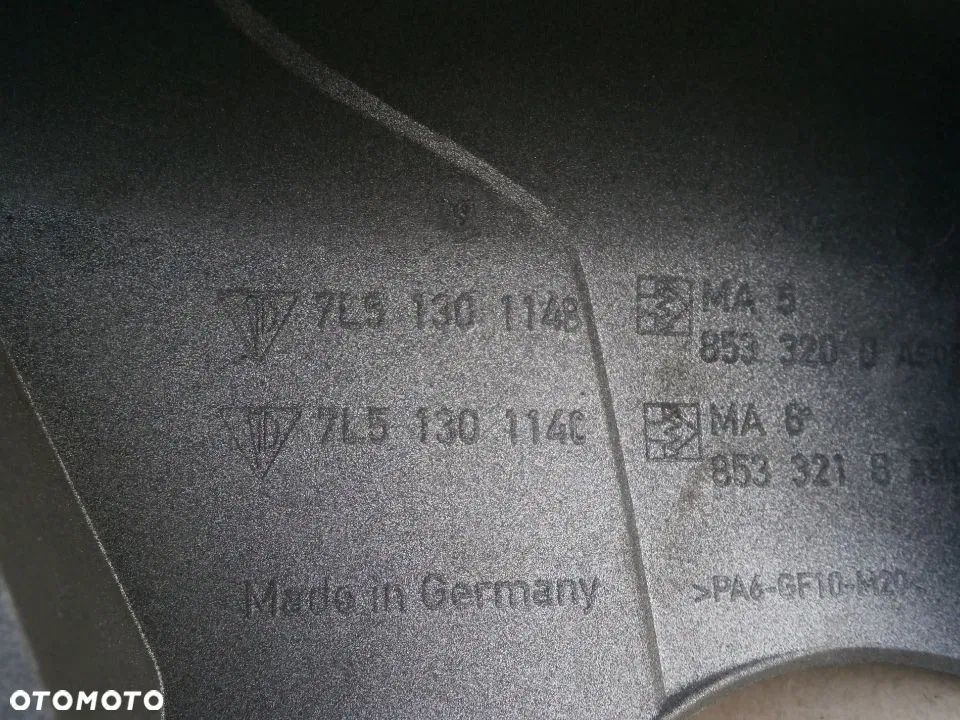 7L5 130 114B
MA 5
853 320 D
7L5 130 114C
MA 6
853 321 B
Made in Germany
>PA6-GF10-M20<
OTOMOTO